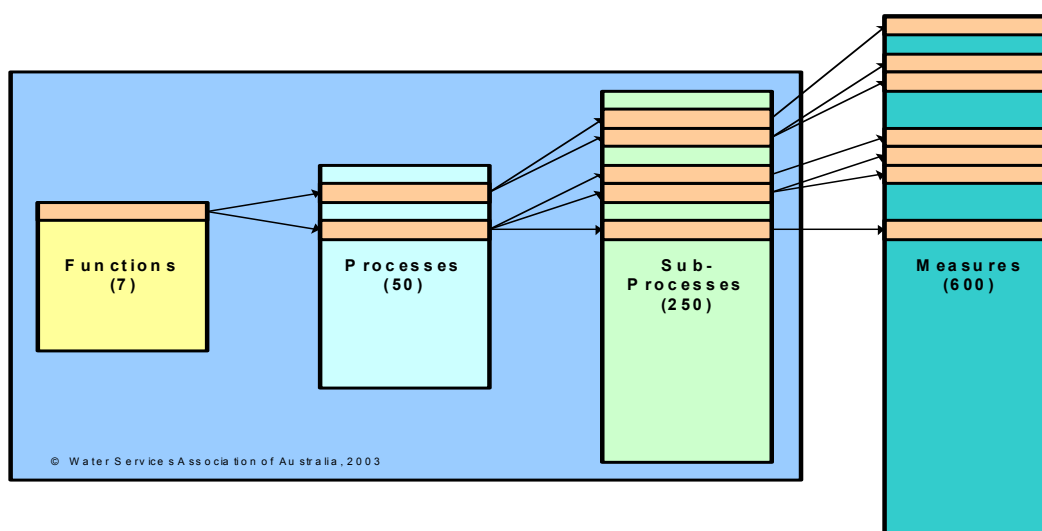 Functions
(7)
Processes
(50)
Sub-
Processes
(250)
Measures
(600)
© Water Services Association of Australia, 2003